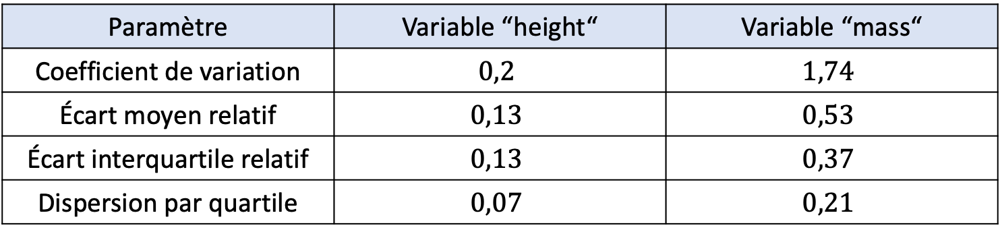 Paramètre Variable “height“ Variable “mass“
Coefficient de variation 0,2 1,74
Écart moyen relatif 0,13 0,53
Écart interquartile relatif 0,13 0,37
Dispersion par quartile 0,07 0,21